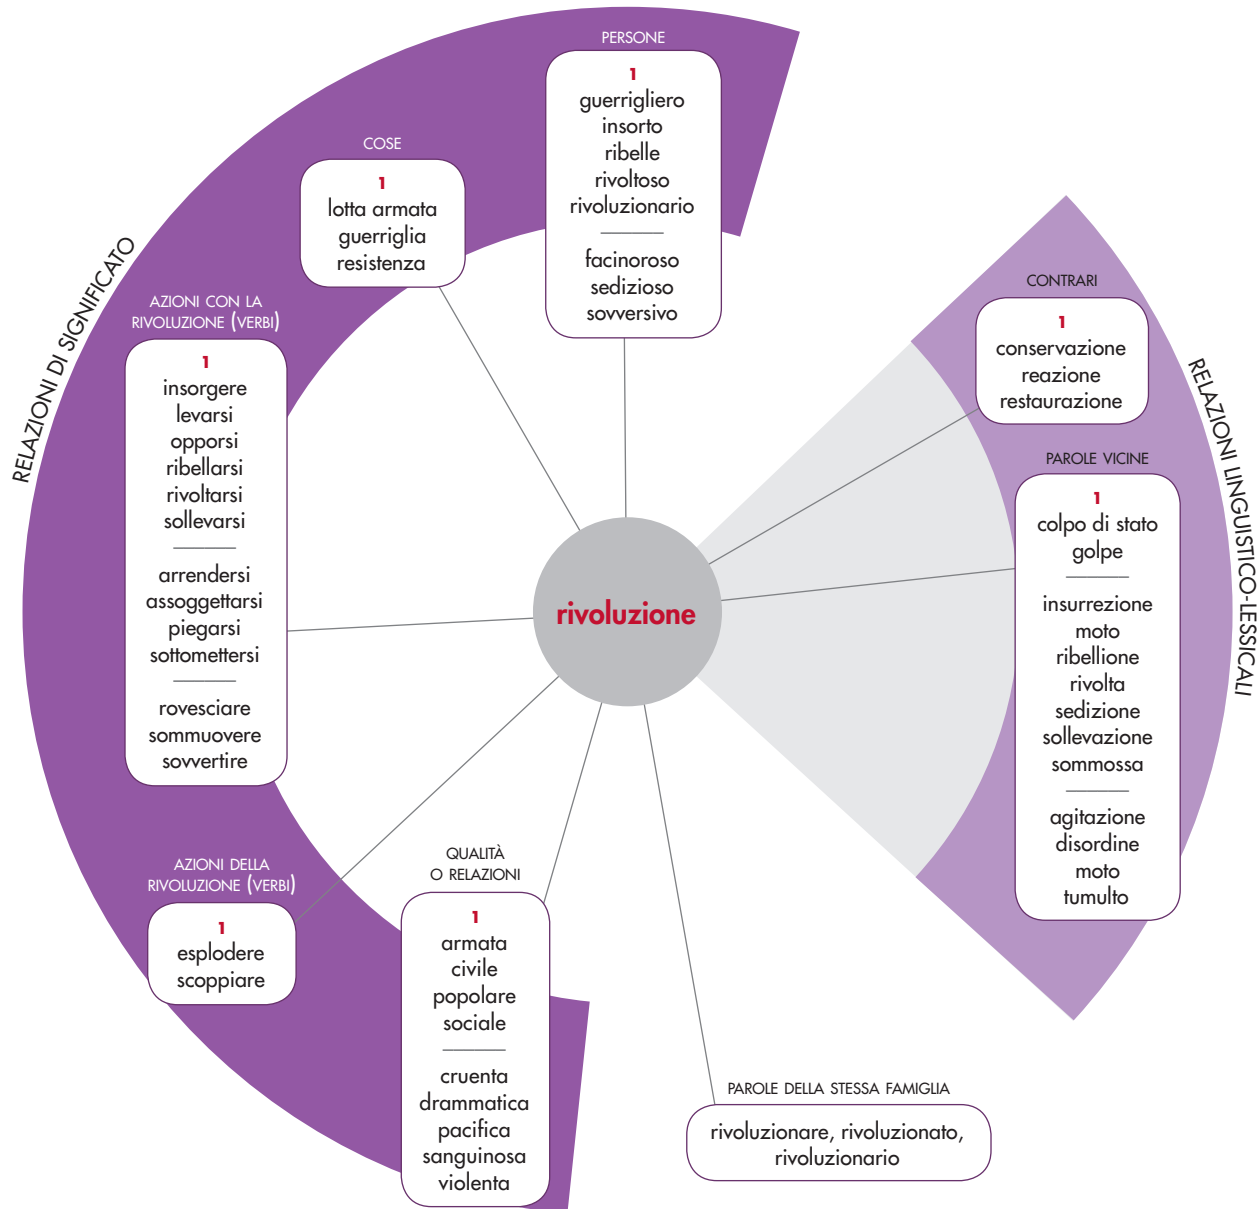 PERSONE
1
guerrigliero
insorto
ribelle
rivoltoso
rivoluzionario
facinoroso
sedizioso
sovversivo
COSE
1
lotta armata
guerriglia
resistenza
RELAZIONI DI SIGNIFICATO
AZIONI CON LA
RIVOLUZIONE (VERBI)
1
insorgere
levarsi
opporsi
ribellarsi
rivoltarsi
sollevarsi
arrendersi
assoggettarsi
piegarsi
sottomettersi
rovesciare
sommuovere
sovvertire
AZIONI DELLA
RIVOLUZIONE (VERBI)
1
esplodere
scoppiare
QUALITÀ
O RELAZIONI
1
armata
civile
popolare
sociale
cruenta
drammatica
pacifica
sanguinosa
violenta
rivoluzione
CONTRARI
1
conservazione
reazione
restaurazione
RELAZIONI LINGUISTICO-LESSICALI
PAROLE VICINE
1
colpo di stato
golpe
insurrezione
moto
ribellione
rivolta
sedizione
sollevazione
sommossa
agitazione
disordine
moto
tumulto
PAROLE DELLA STESSA FAMIGLIA
rivoluzionare, rivoluzionato,
rivoluzionario